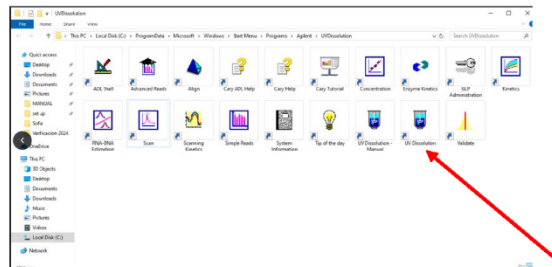 UVDissolution
File Home Share View
This PC › Local Disk (C:) › ProgramData › Microsoft › Windows › Start Menu › Programs › Agilent › UVDissolution
Search UVDissolution
Quick access
Desktop
Downloads
Documents
Pictures
MANUAL
set up
Sofia
Verificacion 2024
OneDrive
This PC
3D Objects
Desktop
Documents
Downloads
Music
Pictures
Videos
Local Disk (C:)
Network
ADL Shell
Advanced Reads
Align
Cary ADL Help
Cary Help
Cary Tutorial
Concentration
Enzyme Kinetics
GLP
Administration
Kinetics
RNA-DNA
Estimation
Scan
Scanning
Kinetics
Simple Reads
System
Information
Tip of the day
UV Dissolution -
Manual
UV Dissolution
Validate